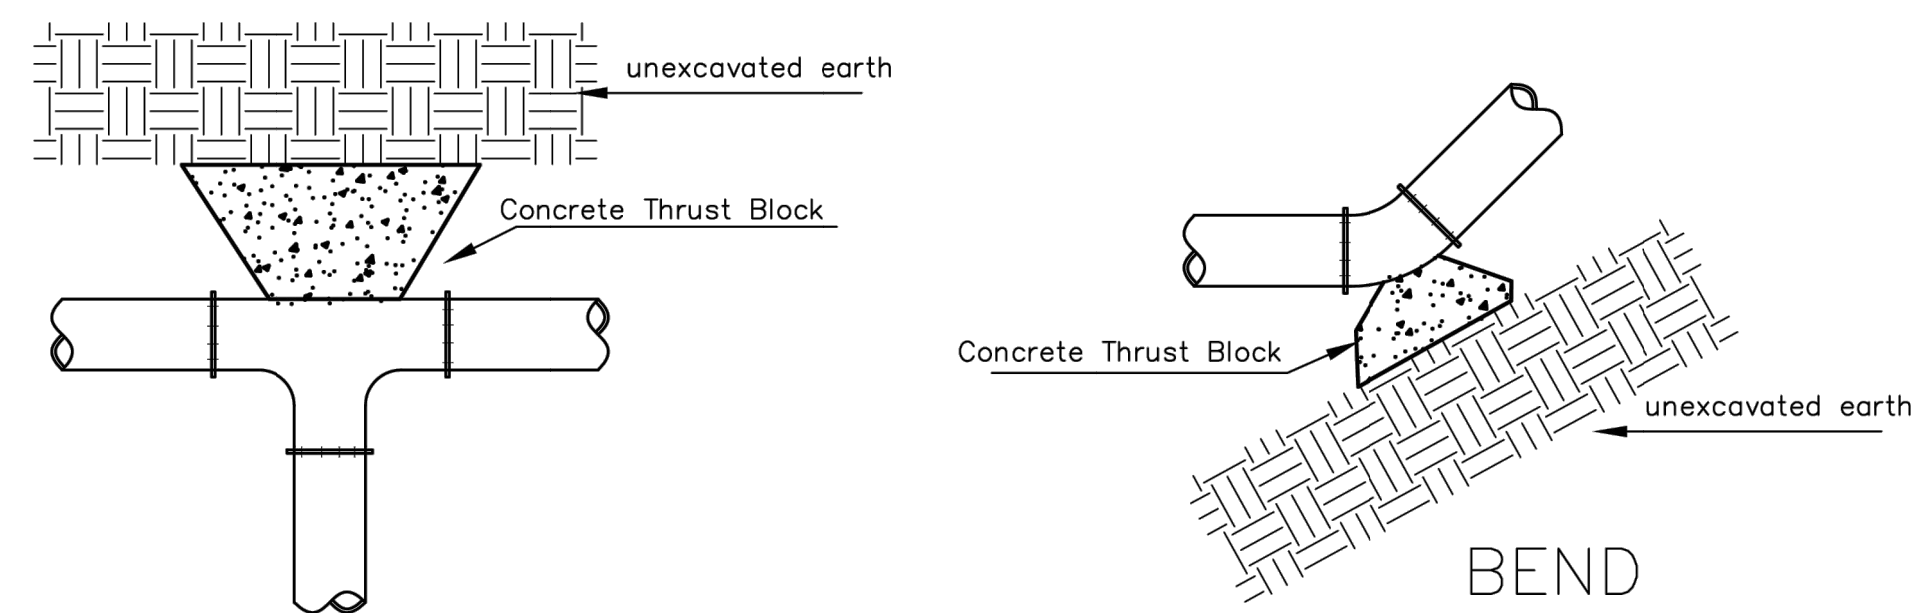 unexcavated earth
Concrete Thrust Block
Concrete Thrust Block
unexcavated earth
BEND